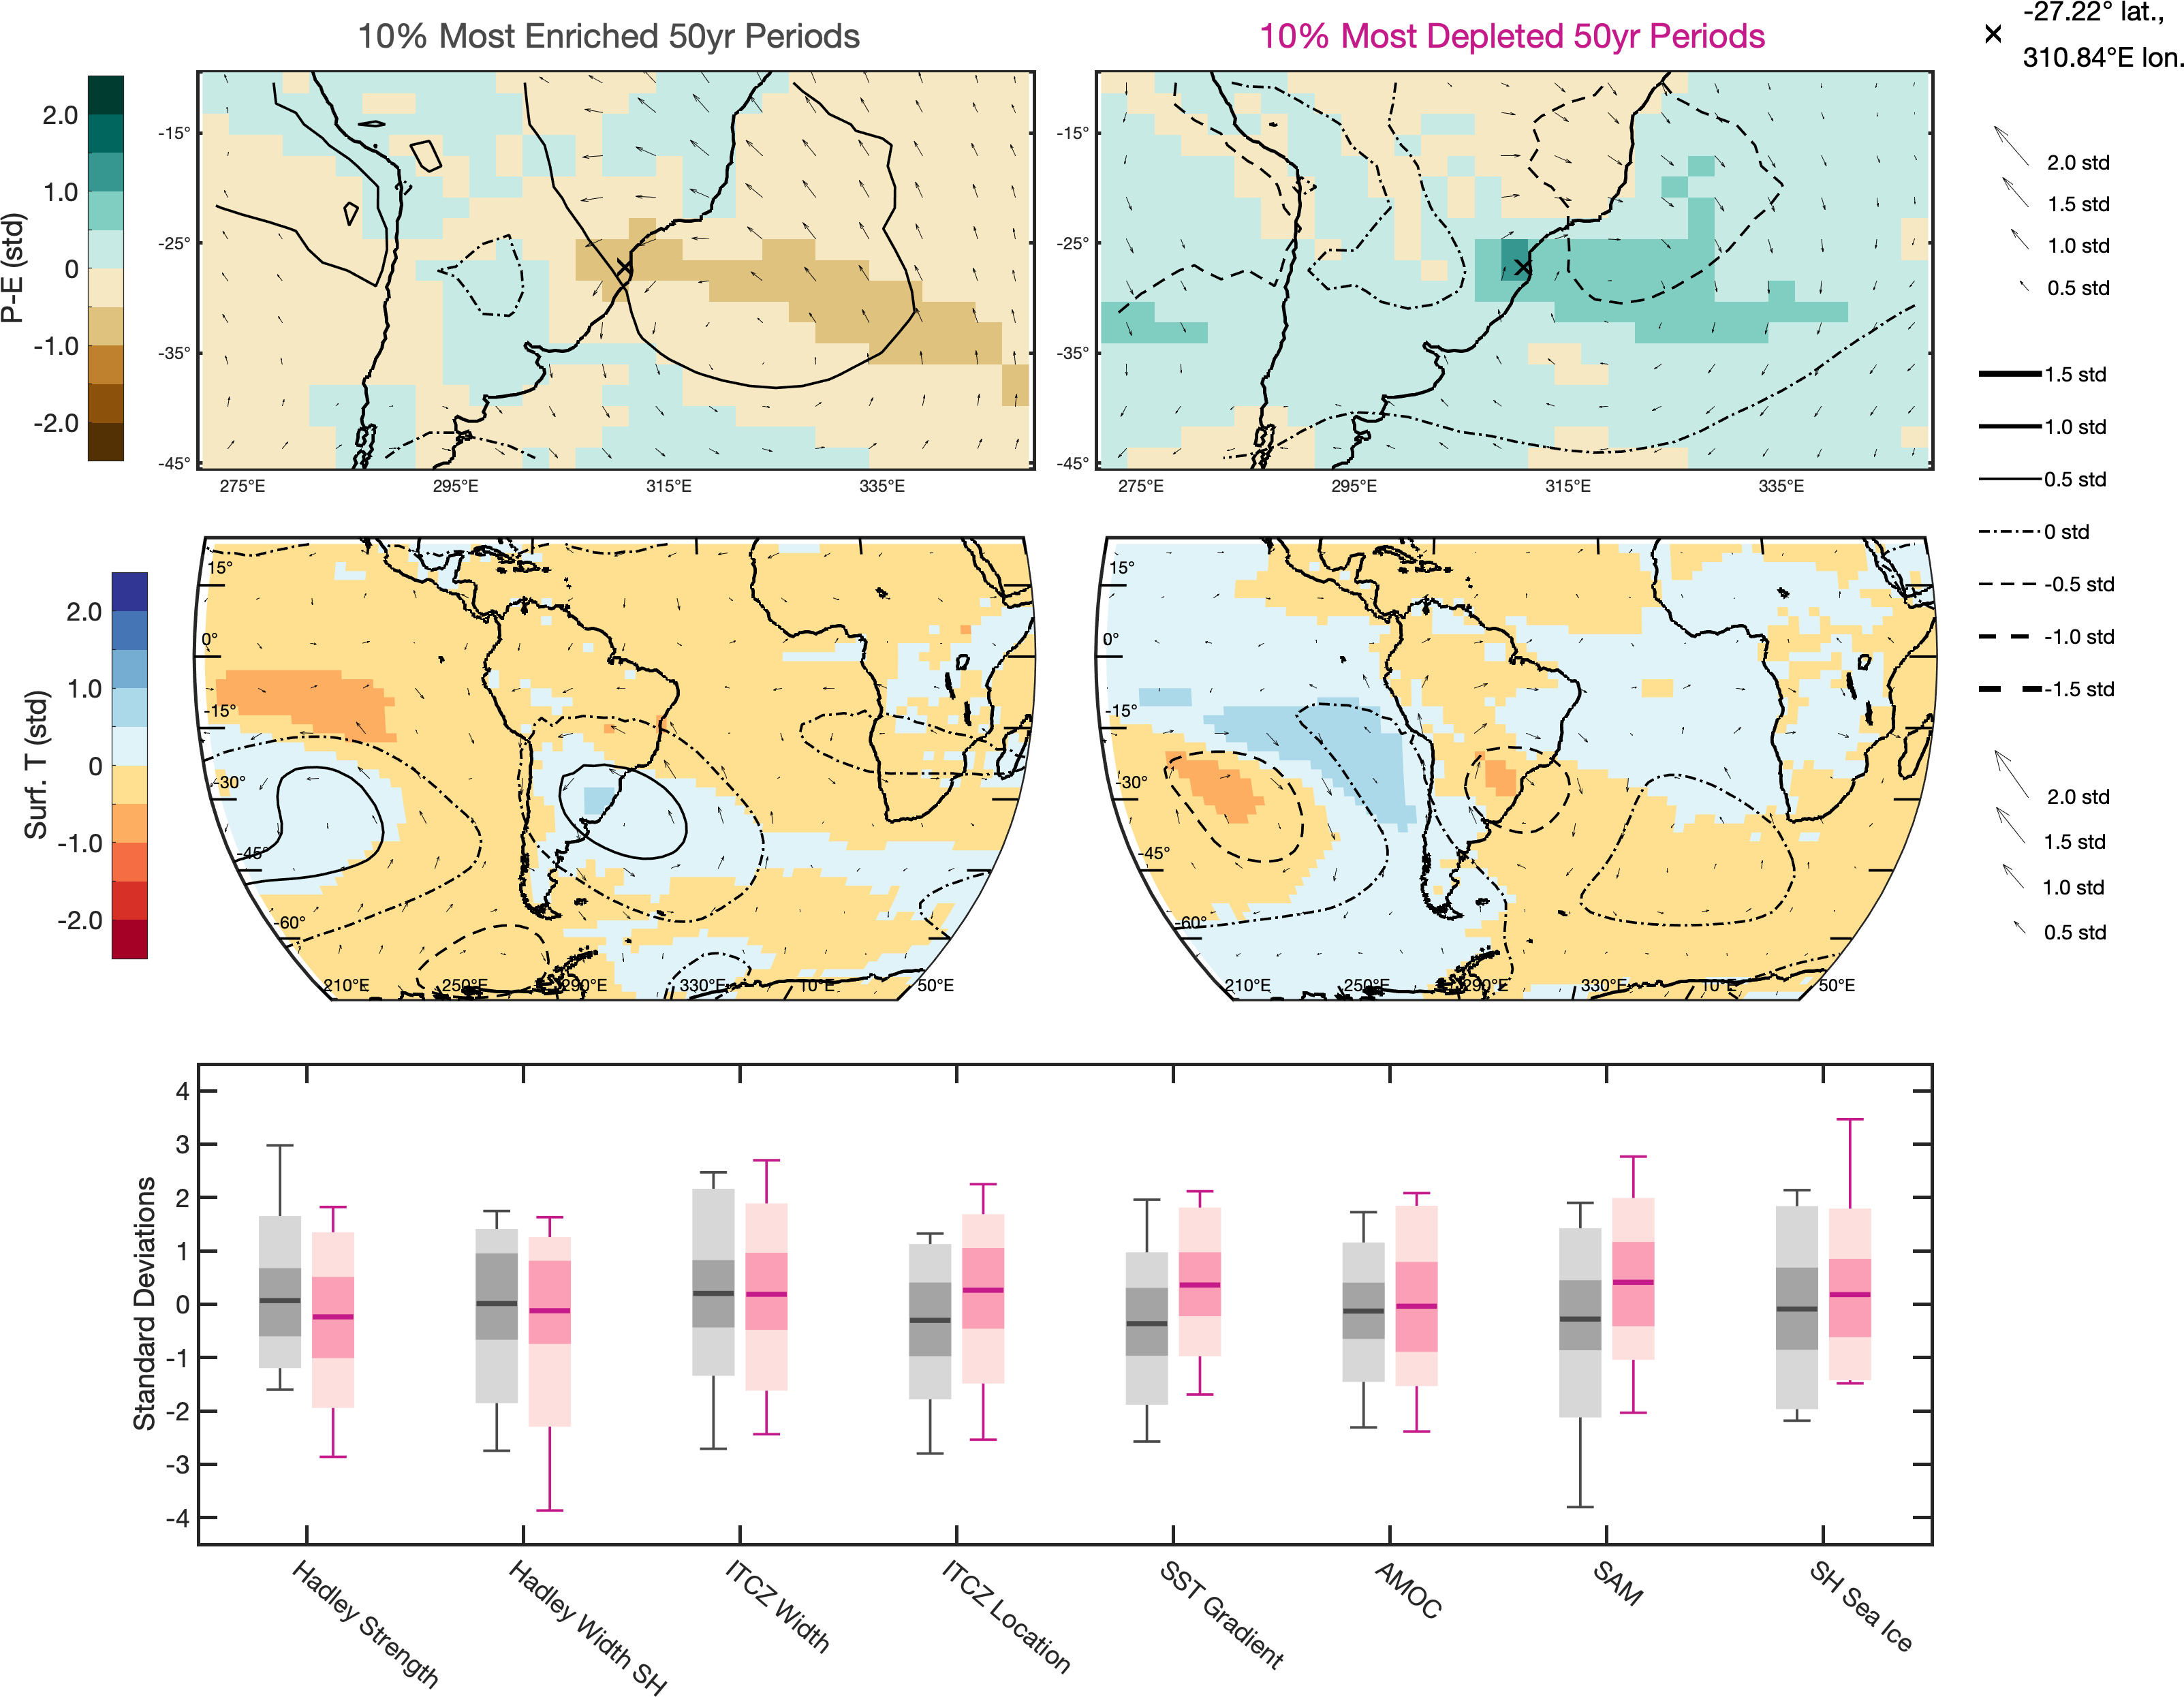 10% Most Enriched 50yr Periods
10% Most Depleted 50yr Periods
-27.22° lat.,
310.84°E lon.
P-E (std)
2.0
1.0
0
-1.0
-2.0
-15°
-25°
-35°
-45°
275°E 295°E 315°E 335°E
-15°
-25°
-35°
-45°
275°E 295°E 315°E 335°E
2.0 std
1.5 std
1.0 std
0.5 std
1.5 std
1.0 std
0.5 std
0 std
-0.5 std
-1.0 std
-1.5 std
Surf. T (std)
2.0
1.0
0
-1.0
-2.0
15°
0°
-15°
-30°
-45°
-60°
210°E 250°E 290°E 330°E 10°E 50°E
15°
0°
-15°
-30°
-45°
-60°
210°E 250°E 290°E 330°E 10°E 50°E
2.0 std
1.5 std
1.0 std
0.5 std
Standard Deviations
4
3
2
1
0
-1
-2
-3
-4
Hadley Strength
Hadley Width SH
ITCZ Width
ITCZ Location
SST Gradient
AMOC
SAM
SH Sea Ice